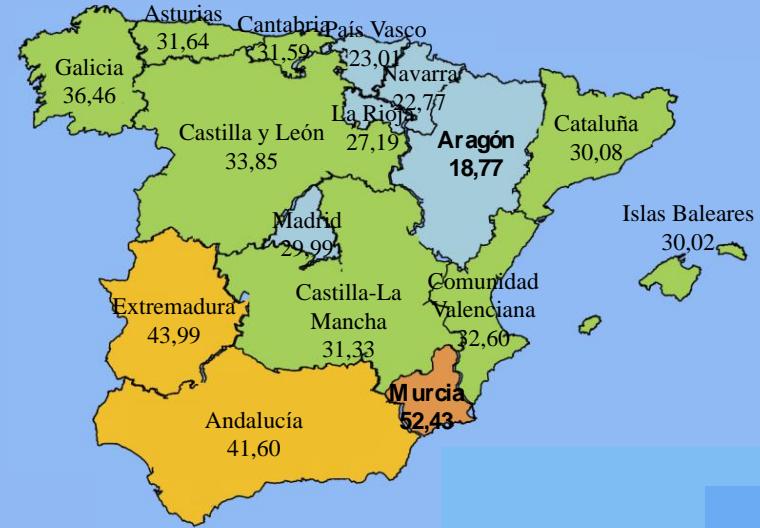 Asturias
31,64
Cantabria
31,59
País Vasco
23,01
Navarra
22,77
Galicia
36,46
La Rioja
27,19
Castilla y León
33,85
Aragón
18,77
Cataluña
30,08
Islas Baleares
30,02
Madrid
29,99
Extremadura
43,99
Castilla-La
Mancha
31,33
Comunidad
Valenciana
32,60
Murcia
52,43
Andalucía
41,60